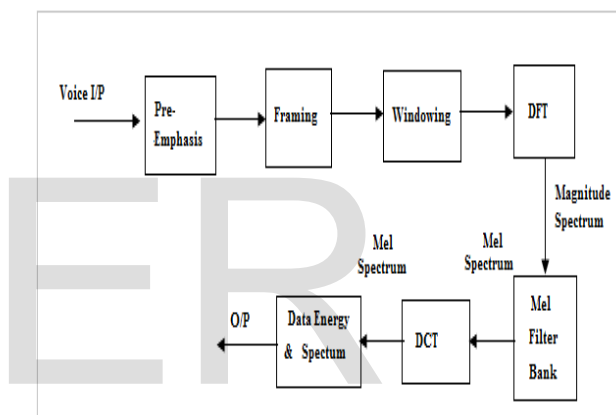 Voice I/P
Pre-
Emphasis
Framing
Windowing
DFT
Magnitude
Spectrum
Mel
Spectrum
Mel
Spectrum
Mel
Filter
Bank
DCT
Data Energy
& Spectum
O/P
ER